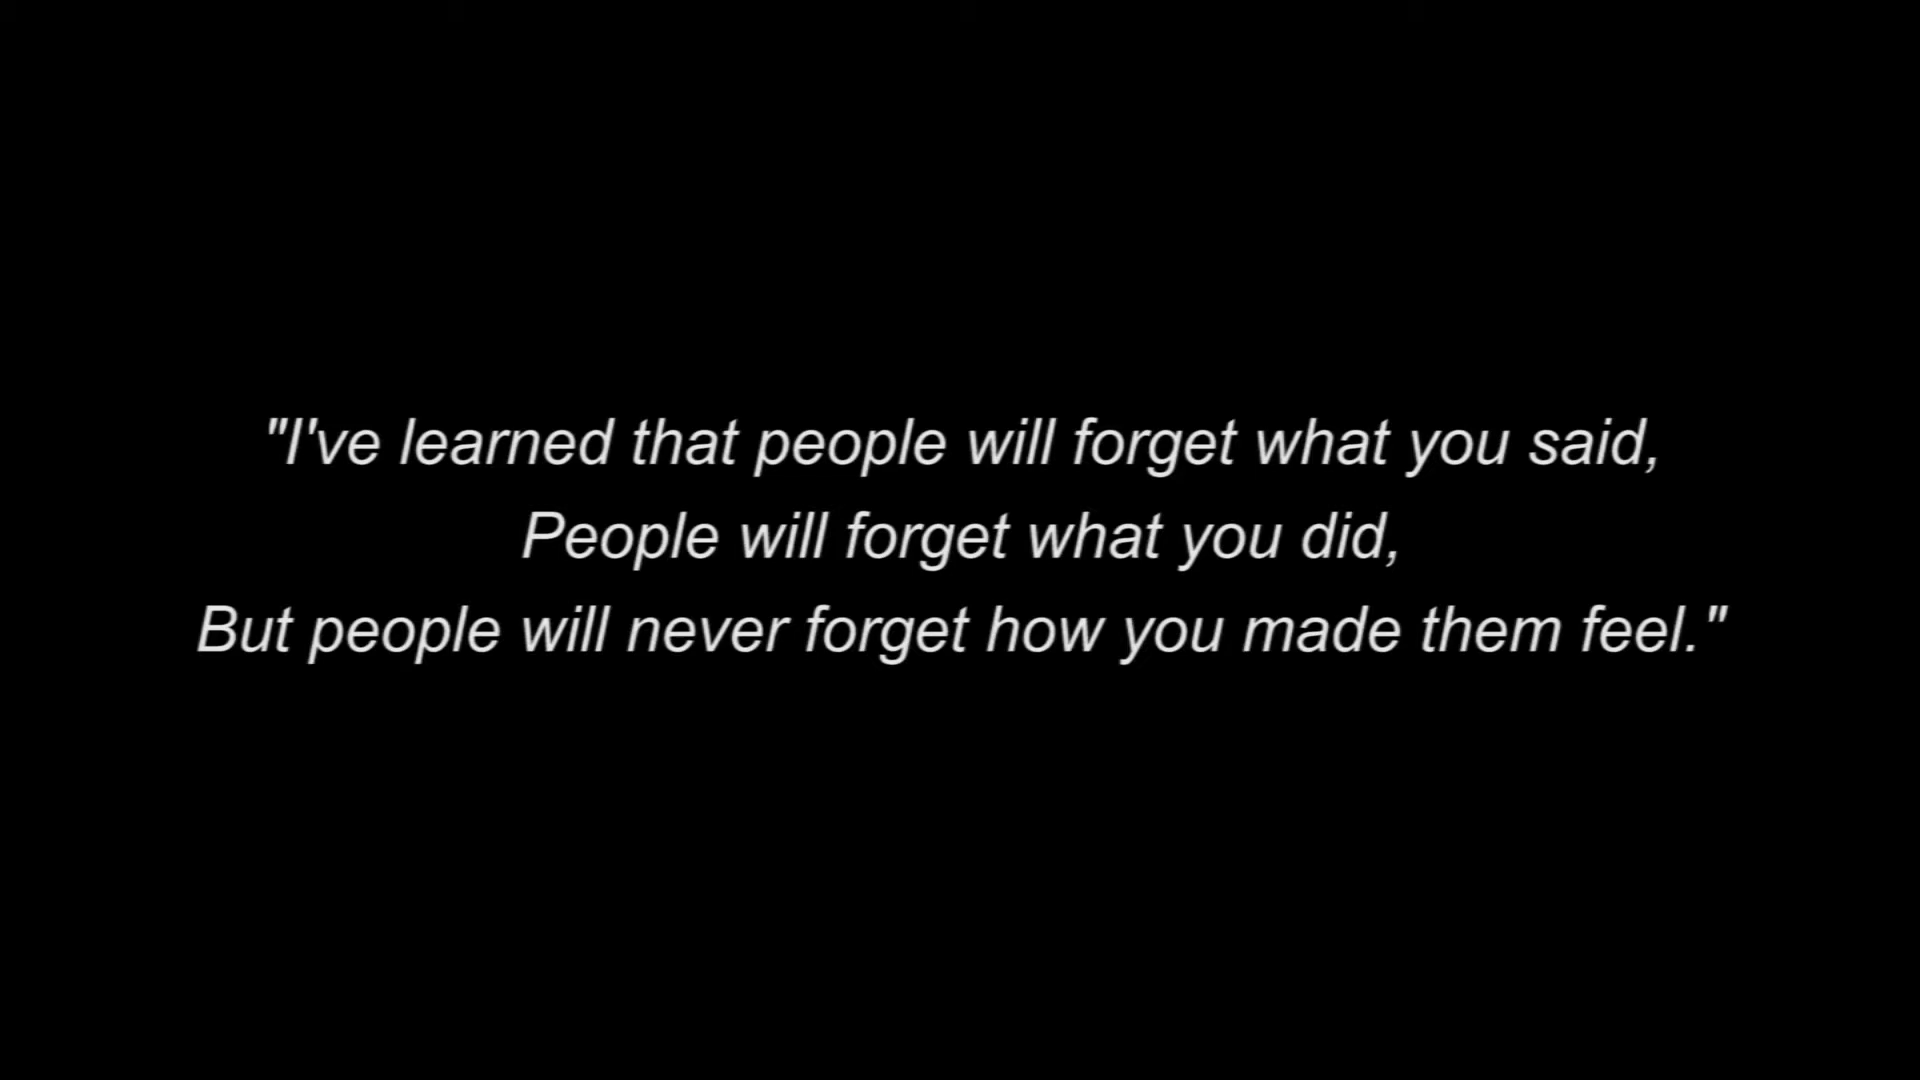 "I've learned that people will forget what you said,
People will forget what you did,
But people will never forget how you made them feel."